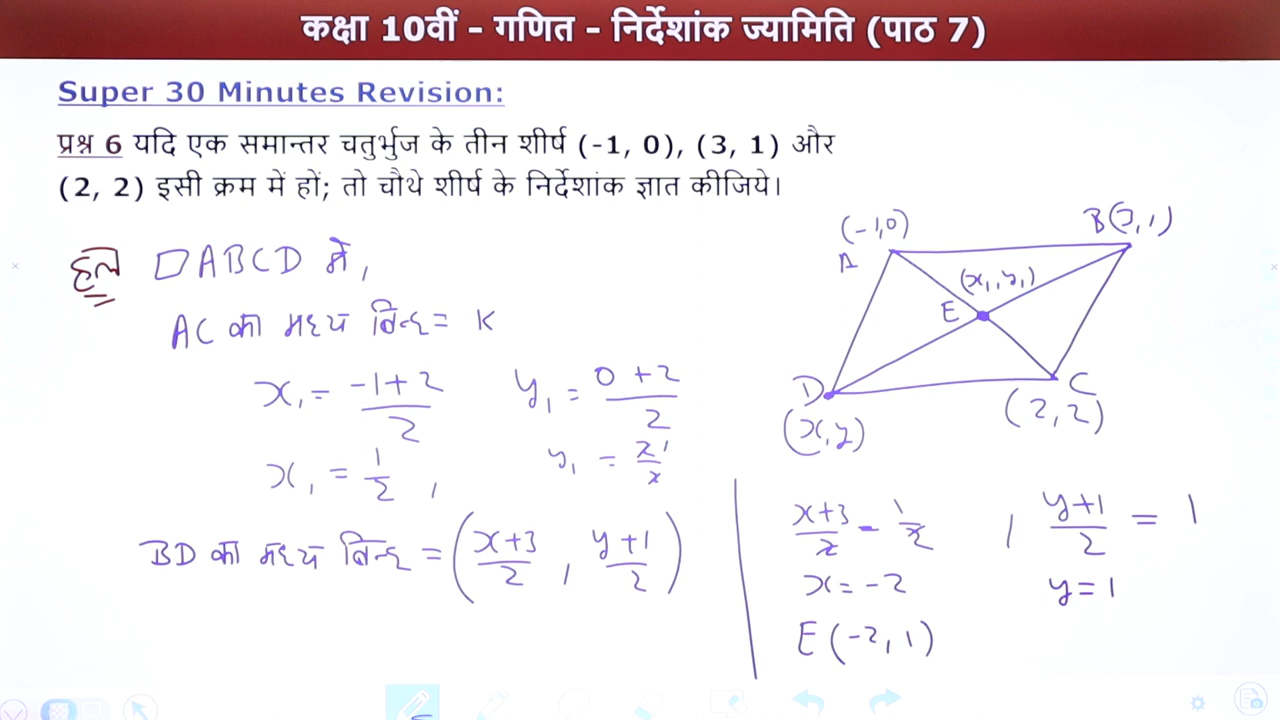 कक्षा 10वीं - गणित - निर्देशांक ज्यामिति (पाठ 7)
Super 30 Minutes Revision:
प्रश्न 6 यदि एक समान्तर चतुर्भुज के तीन शीर्ष (-1, 0), (3, 1) और
(2, 2) इसी क्रम में हों; तो चौथे शीर्ष के निर्देशांक ज्ञात कीजिये।
हल ▱ABCD में,
AC का मध्य बिन्दु = K
x₁ = (-1+2)/2 y₁ = (0+2)/2
x₁ = 1/2 , y₁ = 2/2 1
BD का मध्य बिन्दु = ((x+3)/2 , (y+1)/2)
(-1,0)
A
B(3,1)
(x₁,y₁)
E
D
(x,y)
C
(2,2)
(x+3)/2 = 1/2 , (y+1)/2 = 1
x = -2 y = 1
E(-2,1)